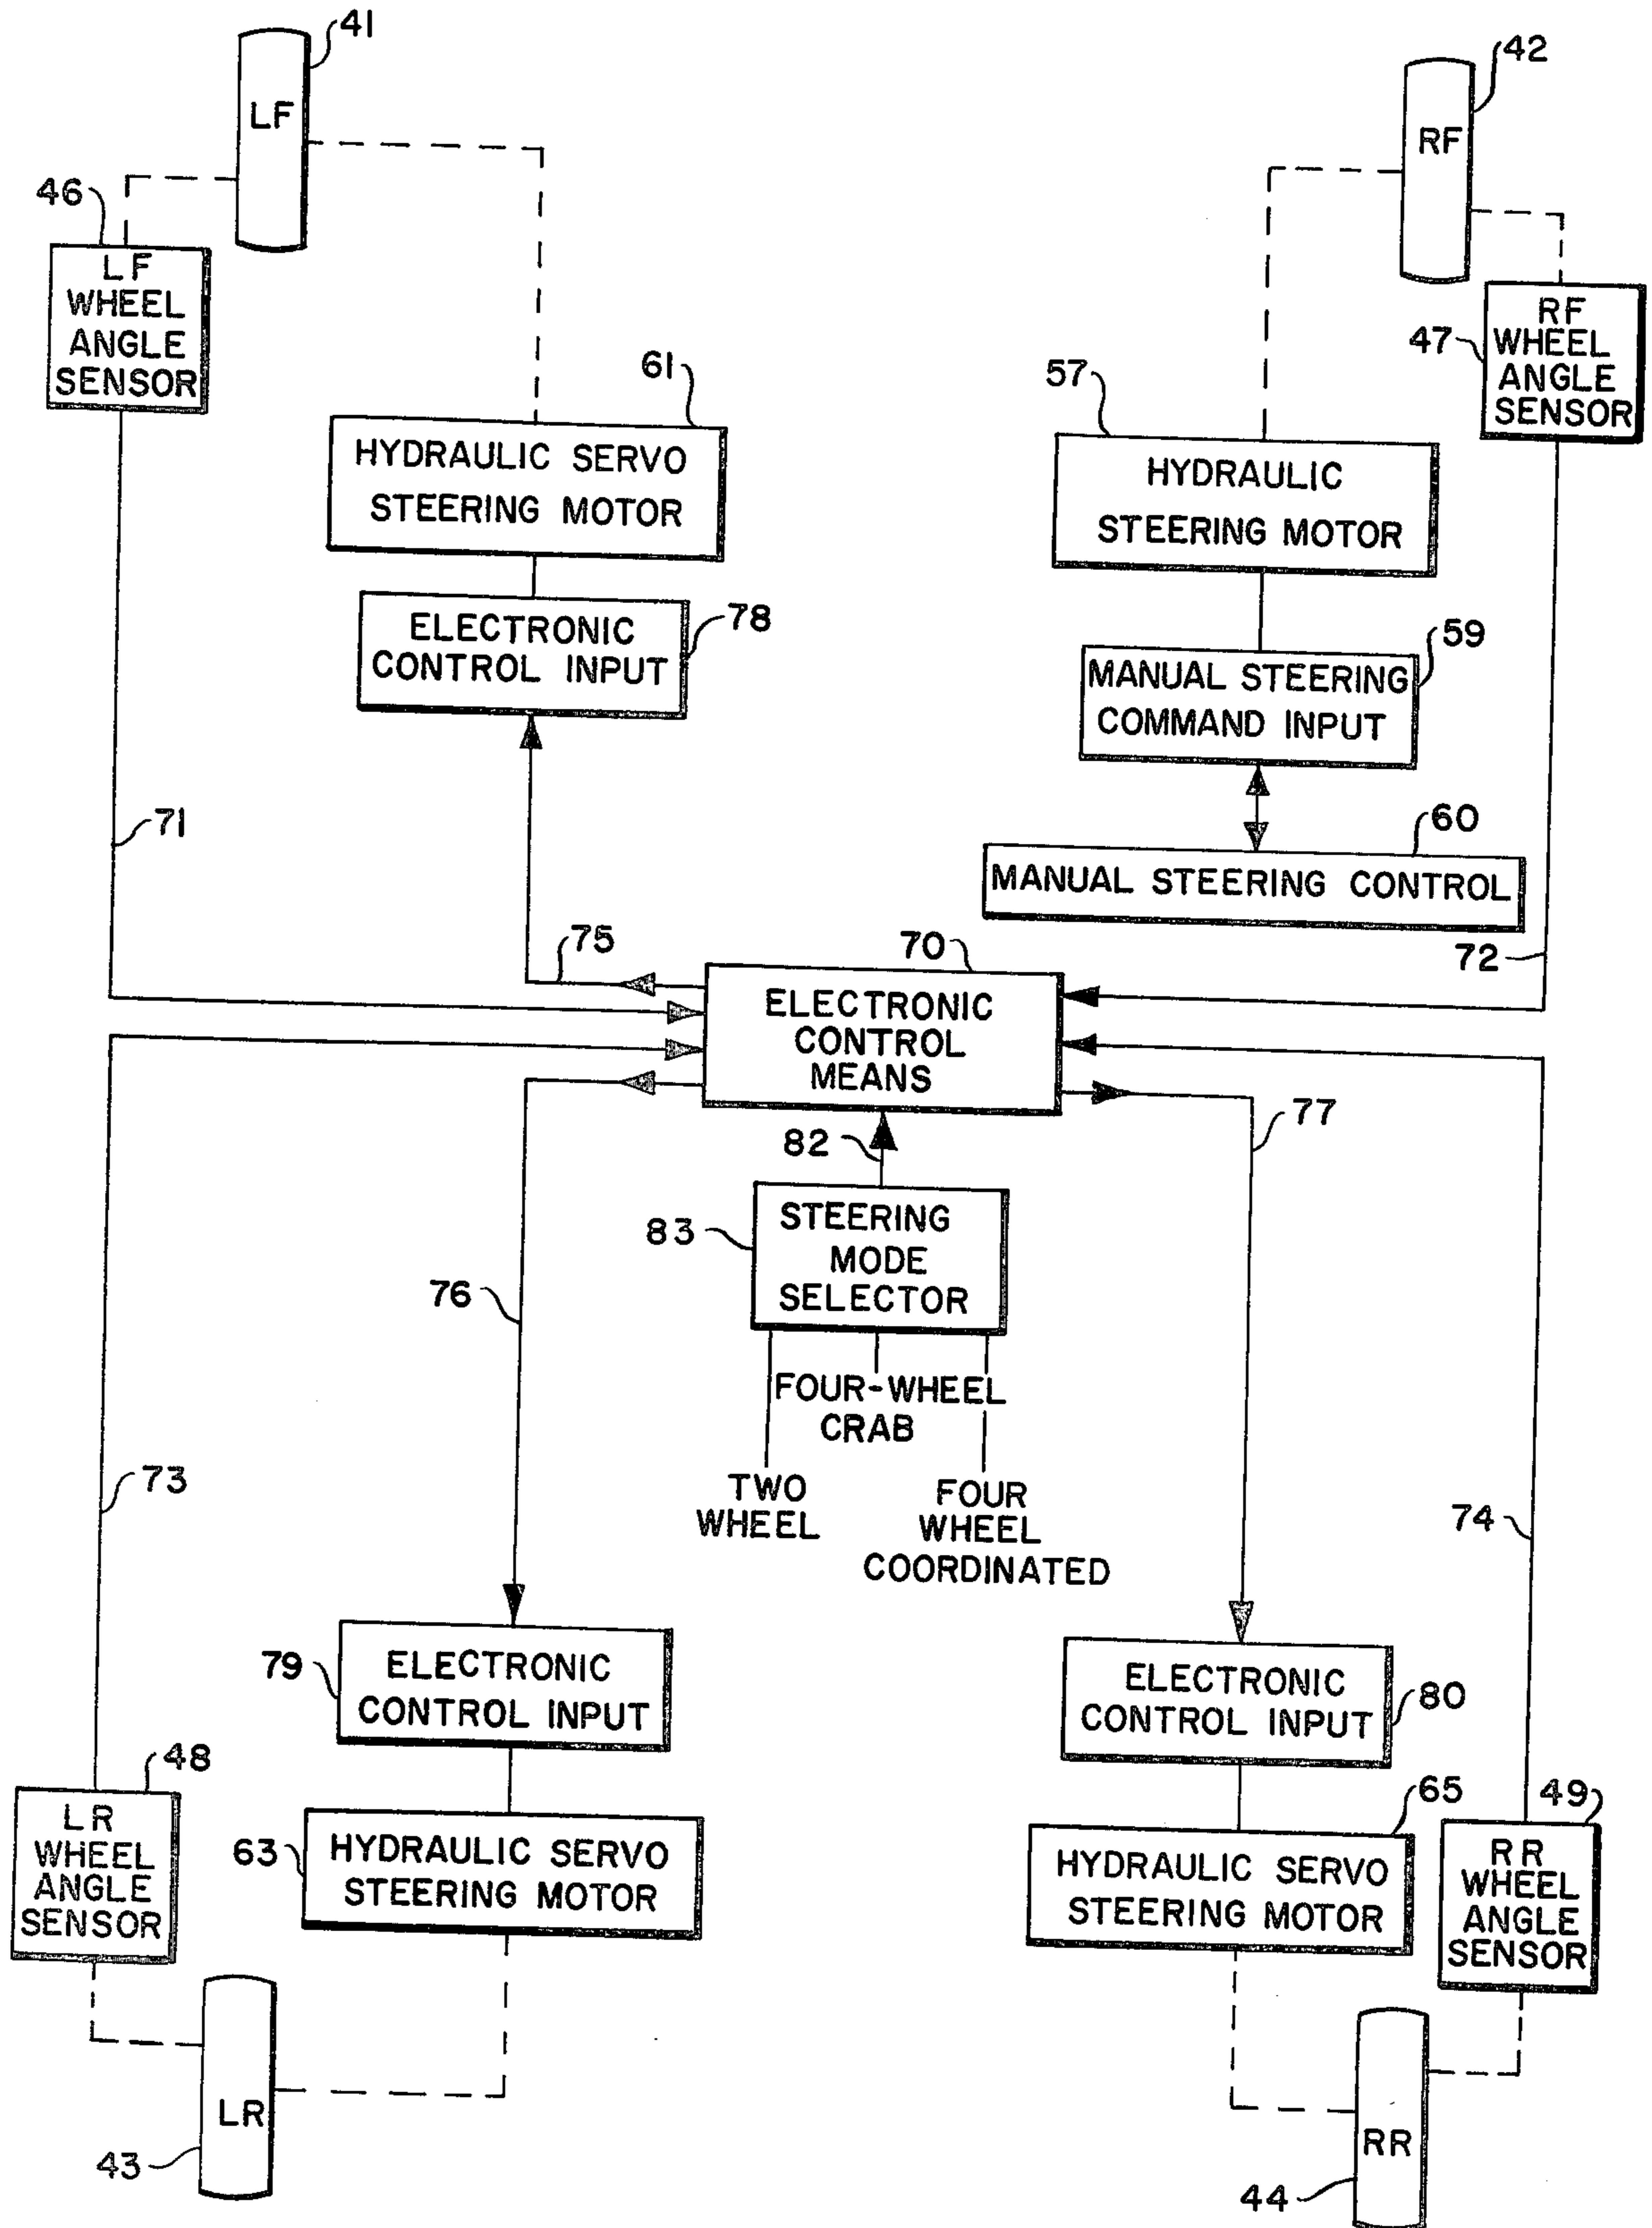 41
LF
42
RF
46
LF
WHEEL
ANGLE
SENSOR
47
RF
WHEEL
ANGLE
SENSOR
61
HYDRAULIC SERVO
STEERING MOTOR
57
HYDRAULIC
STEERING MOTOR
ELECTRONIC
CONTROL INPUT
78
59
MANUAL STEERING
COMMAND INPUT
71
60
MANUAL STEERING CONTROL
75
70
72
ELECTRONIC
CONTROL
MEANS
77
82
83
STEERING
MODE
SELECTOR
76
FOUR-WHEEL
CRAB
TWO
WHEEL
FOUR
WHEEL
COORDINATED
73
74
79
ELECTRONIC
CONTROL INPUT
ELECTRONIC
CONTROL INPUT
80
48
LR
WHEEL
ANGLE
SENSOR
63
HYDRAULIC SERVO
STEERING MOTOR
65
HYDRAULIC SERVO
STEERING MOTOR
49
RR
WHEEL
ANGLE
SENSOR
LR
43
RR
44